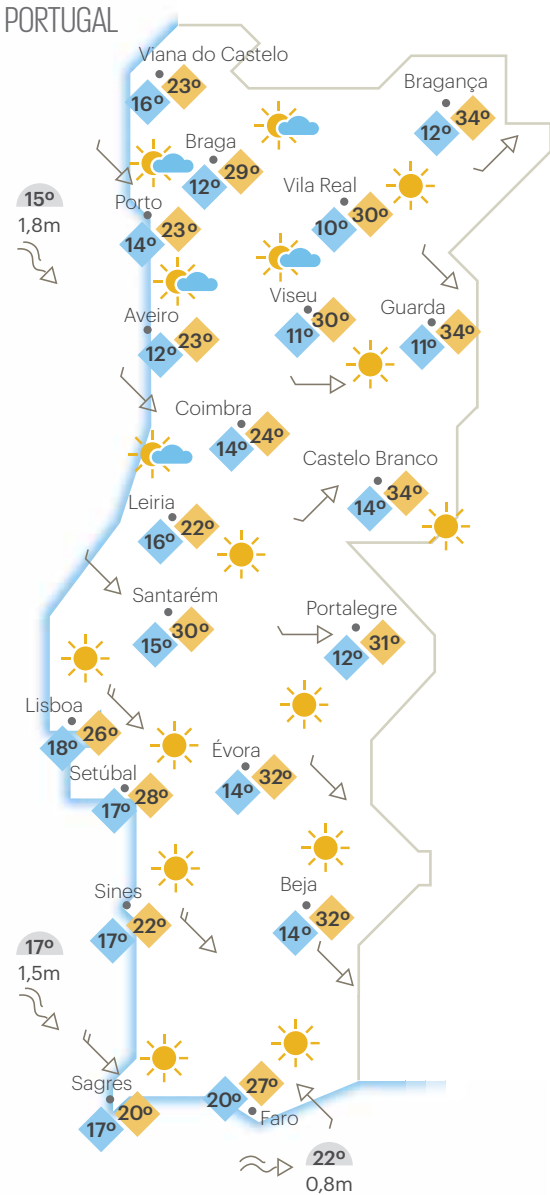 PORTUGAL
Viana do Castelo
16º 23º
Bragança
12º 34º
Braga
12º 29º
Vila Real
10º 30º
15º
1,8m
Porto
14º 23º
Viseu
11º 30º
Guarda
11º 34º
Aveiro
12º 23º
Coimbra
14º 24º
Castelo Branco
14º 34º
Leiria
16º 22º
Santarém
15º 30º
Portalegre
12º 31º
Lisboa
18º 26º
Évora
14º 32º
Setúbal
17º 28º
Sines
17º 22º
Beja
14º 32º
17º
1,5m
Sagres
17º 20º
20º 27º
Faro
22º
0,8m